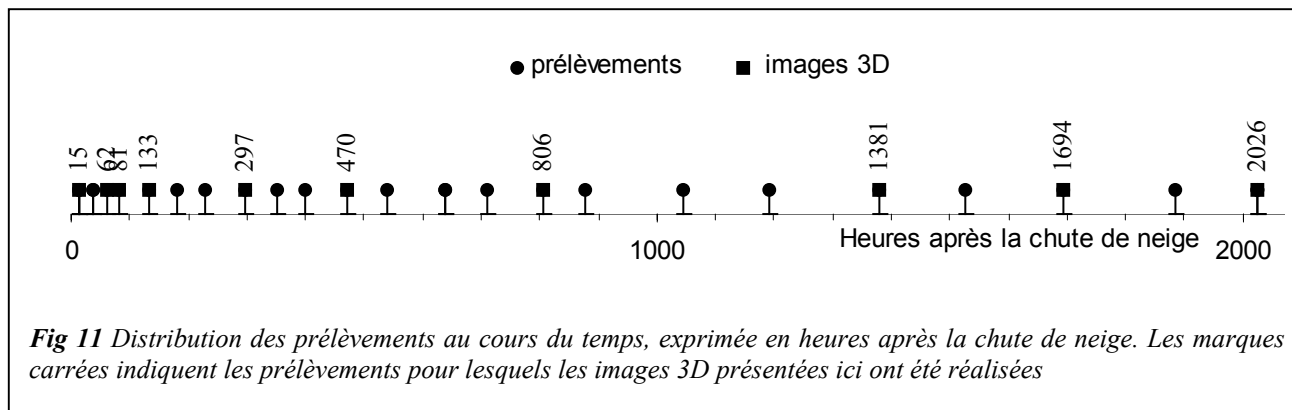 ● prélèvements ■ images 3D
15 62 81 133 297 470 806 1381 1694 2026
0 1000 2000
Heures après la chute de neige
Fig 11 Distribution des prélèvements au cours du temps, exprimée en heures après la chute de neige. Les marques
carrées indiquent les prélèvements pour lesquels les images 3D présentées ici ont été réalisées